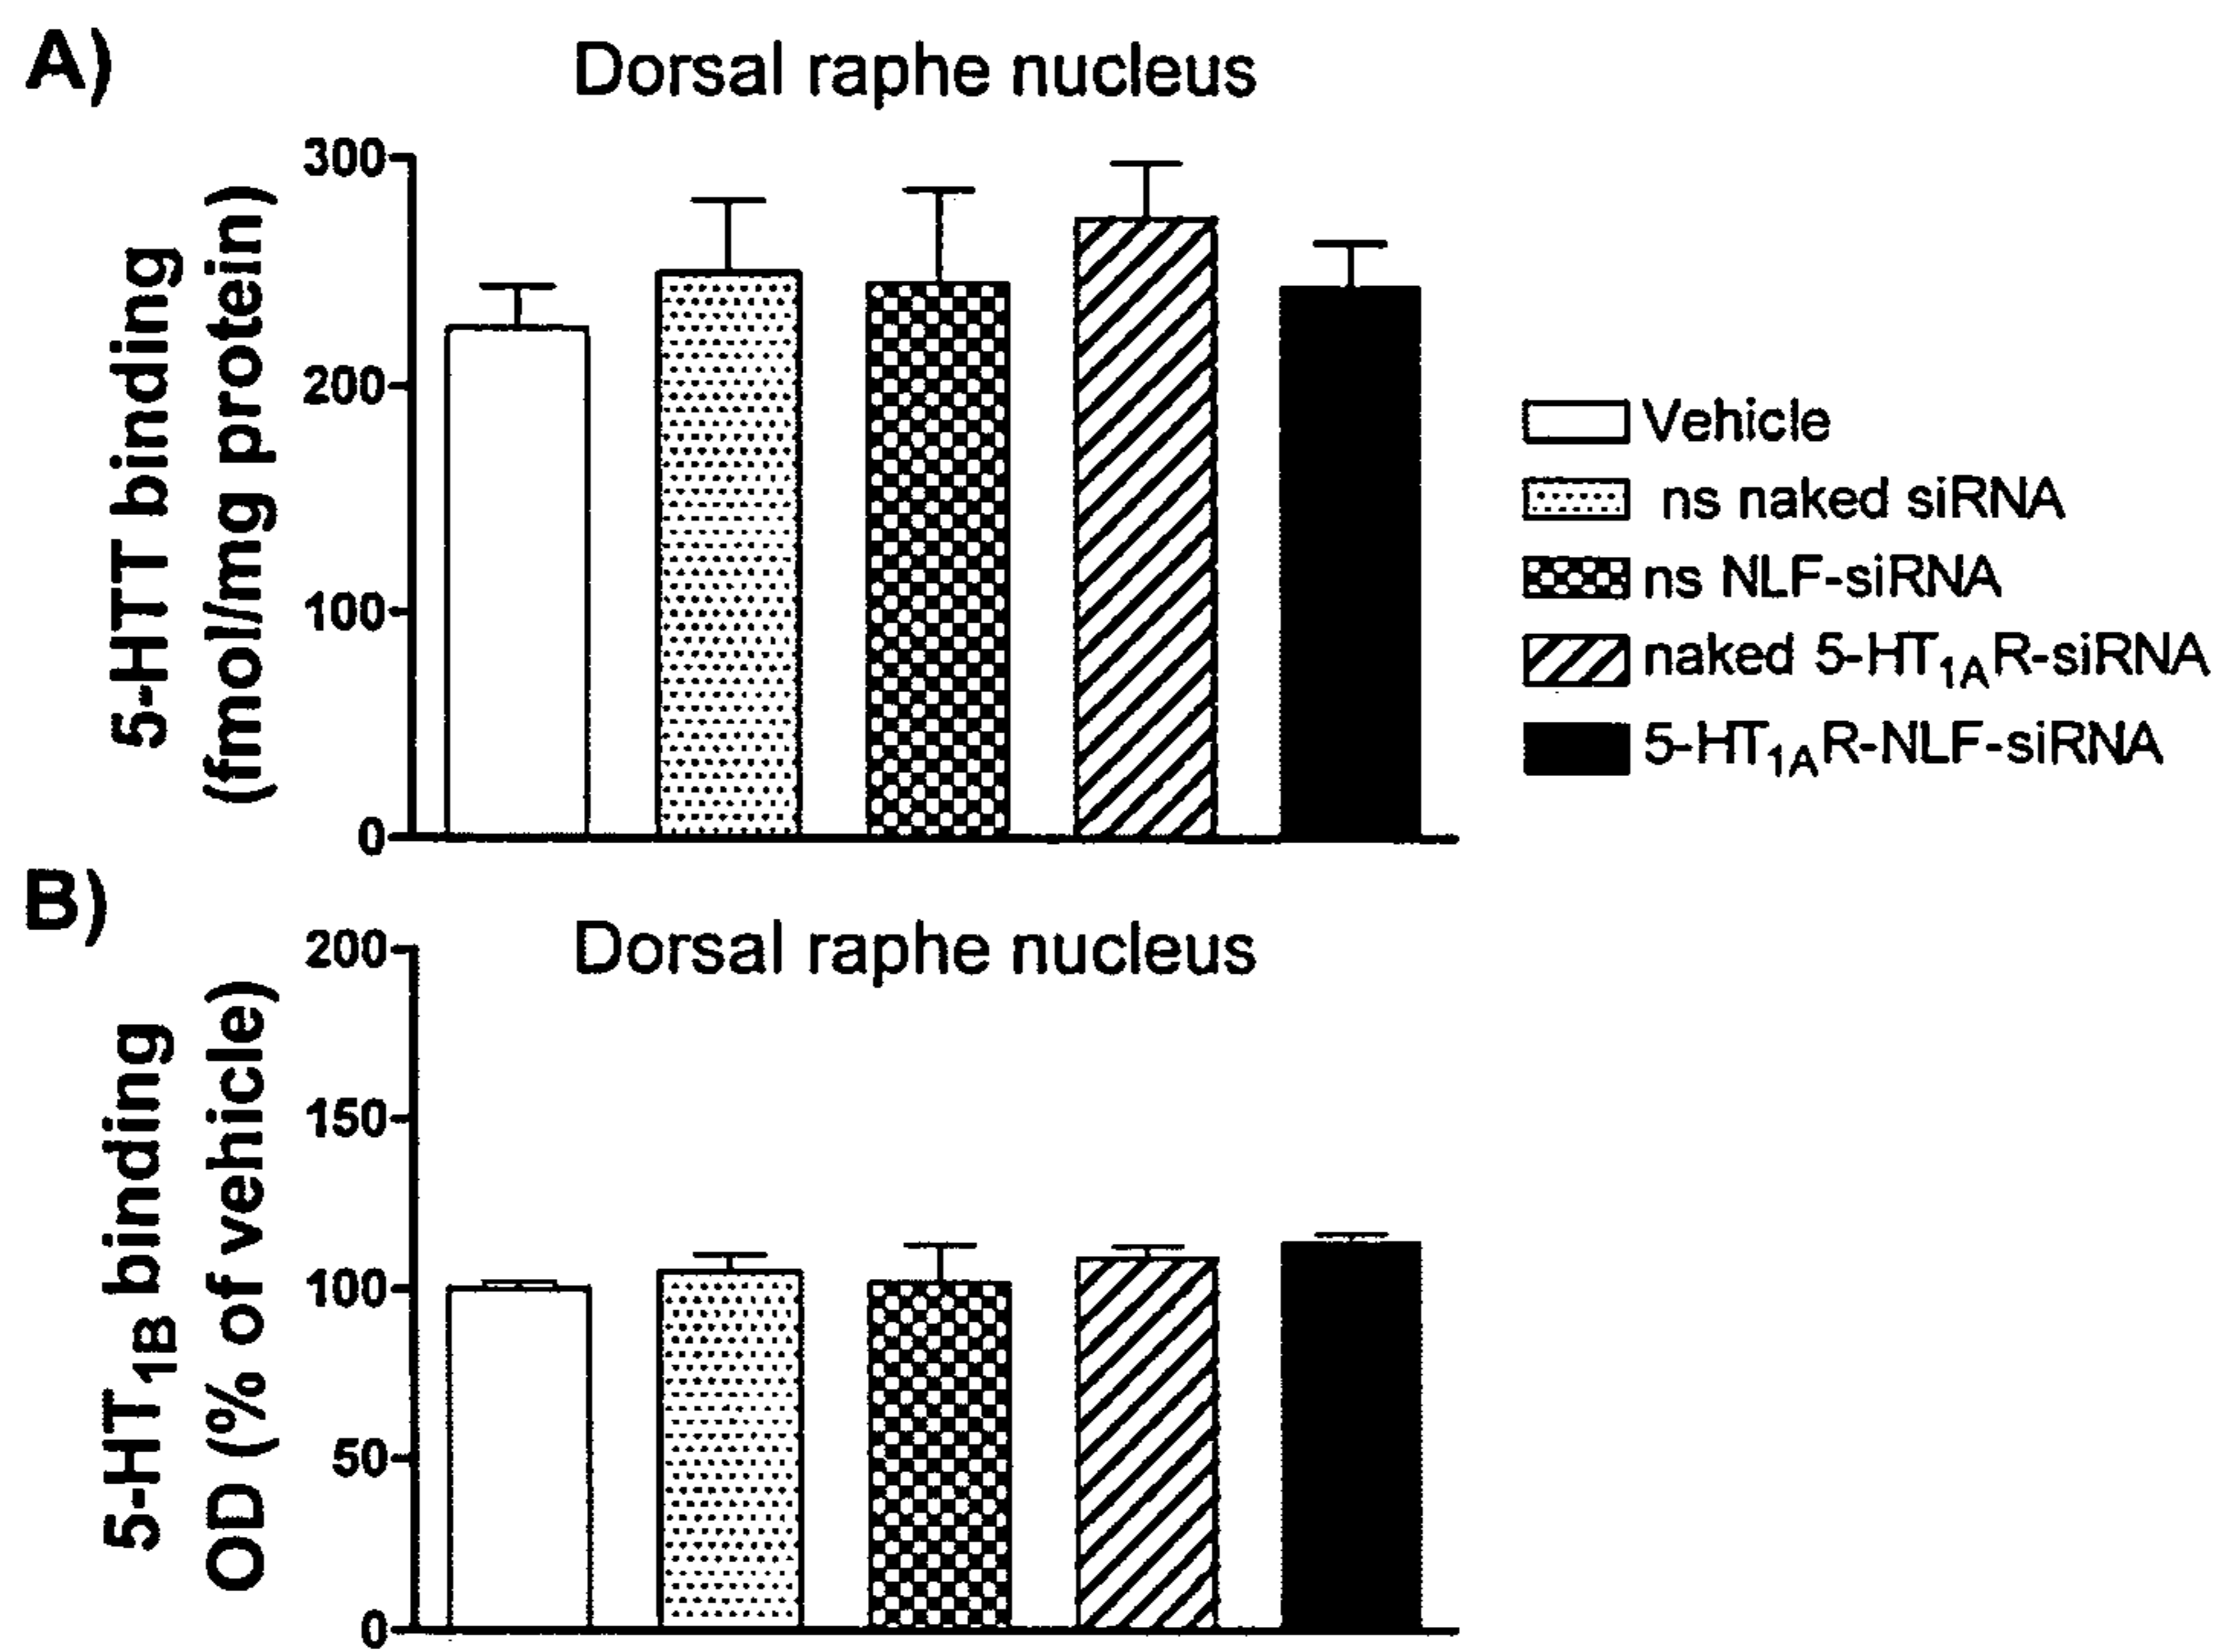 A)
Dorsal raphe nucleus
5-HTT binding
(fmol/mg protein)
300
200
100
0
Vehicle
ns naked siRNA
ns NLF-siRNA
naked 5-HT1AR-siRNA
5-HT1AR-NLF-siRNA
B)
Dorsal raphe nucleus
5-HT1B binding
OD (% of vehicle)
200
150
100
50
0